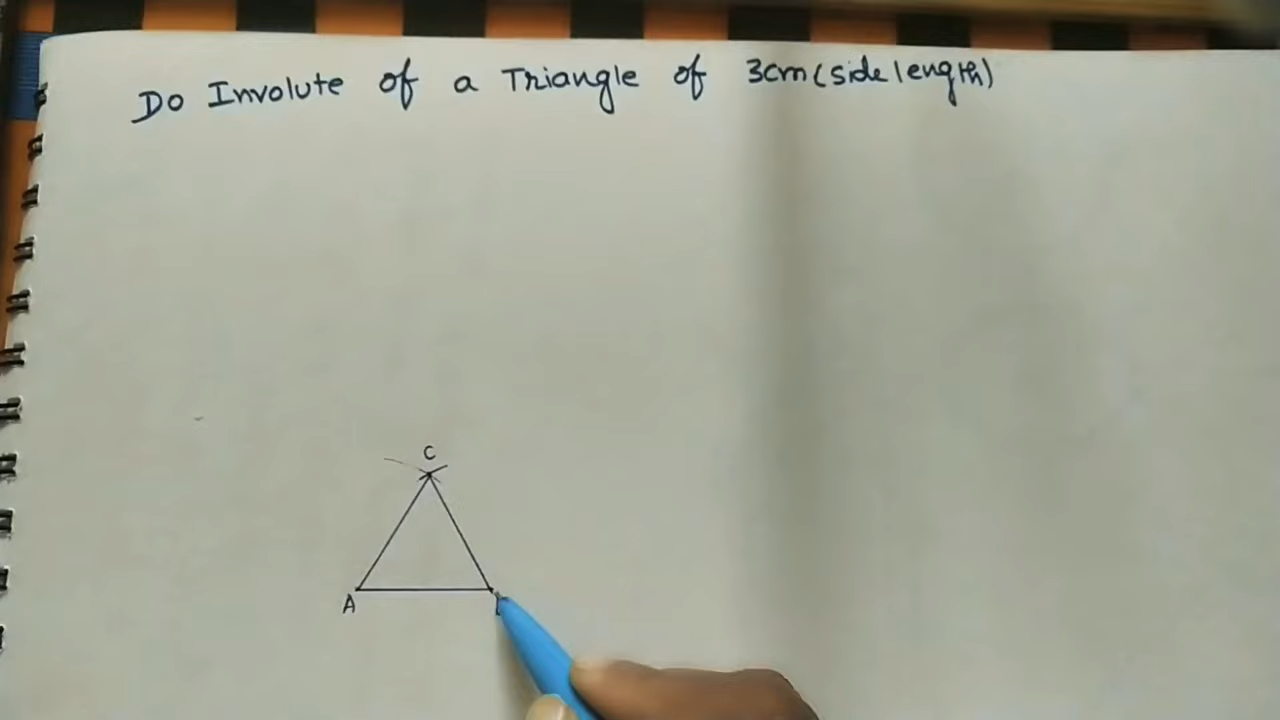 Do Involute of a Triangle of 3cm(side length)
C
A